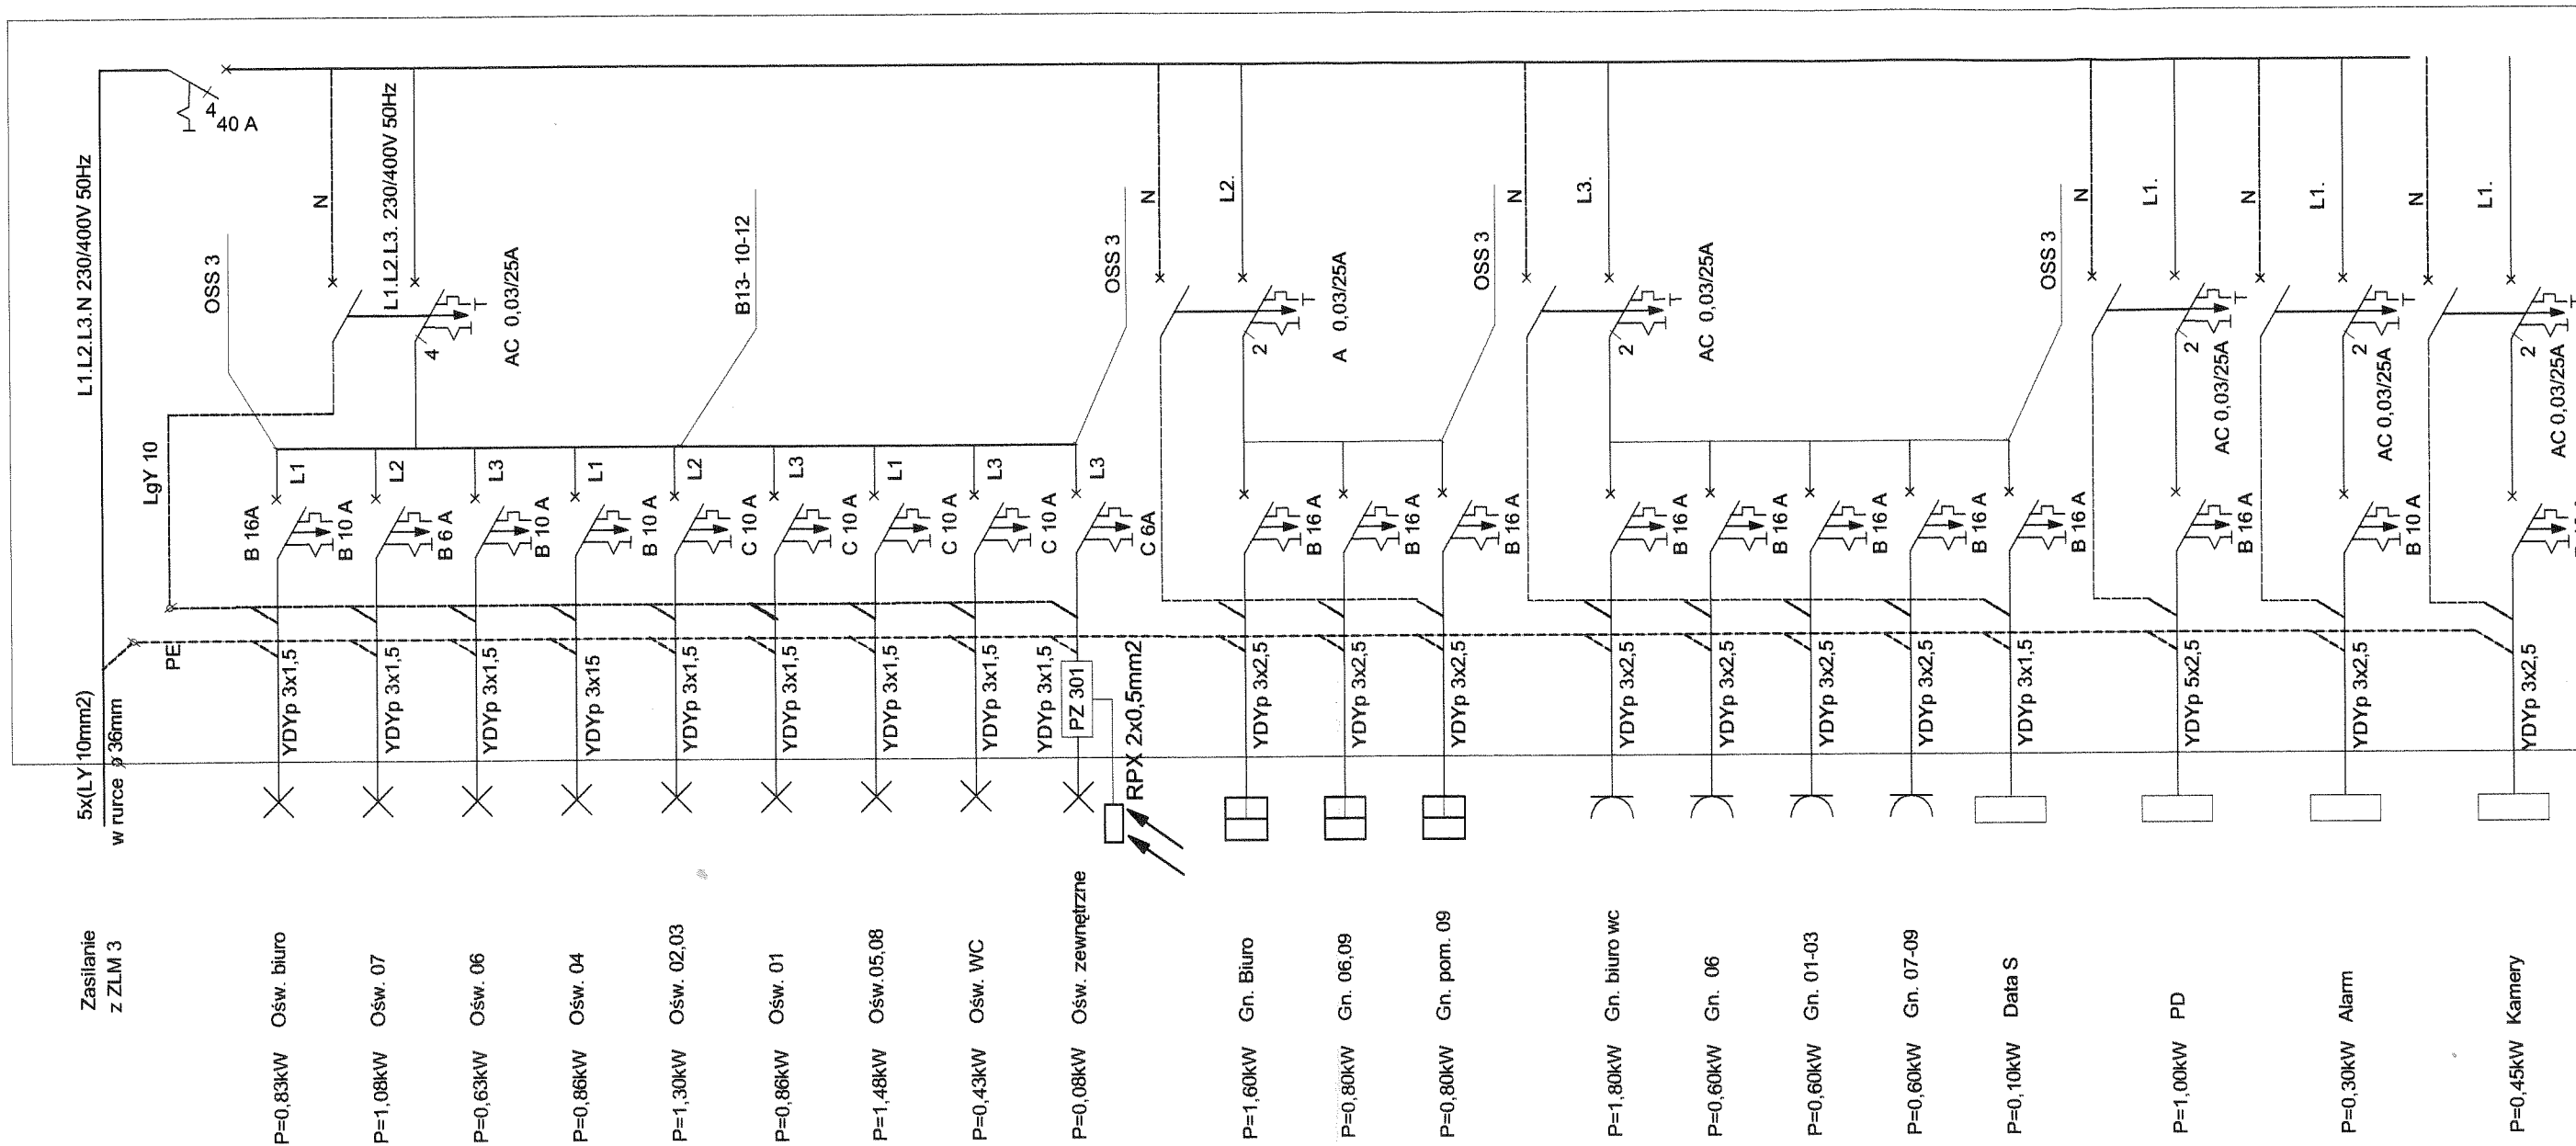 L1.L2.L3.N 230/400V 50Hz
4
40 A
N
L1.L2.L3. 230/400V 50Hz
OSS 3
4
AC 0,03/25A
B13- 10-12
OSS 3
N
L2.
2
A 0,03/25A
OSS 3
N
L3.
2
AC 0,03/25A
OSS 3
N
L1.
2
AC 0,03/25A
N
L1.
2
AC 0,03/25A
N
L1.
2
AC 0,03/25A
LgY 10
L1
L2
L3
L1
L2
L3
L1
L3
L3
B 16A
B 10 A
B 6 A
B 10 A
B 10 A
C 10 A
C 10 A
C 10 A
C 10 A
C 6A
B 16 A
B 16 A
B 16 A
B 16 A
B 16 A
B 16 A
B 16 A
B 16 A
B 16 A
B 10 A
PE
5x(LY 10mm2)
w rurce ø 36mm
YDYp 3x1,5
YDYp 3x1,5
YDYp 3x1,5
YDYp 3x15
YDYp 3x1,5
YDYp 3x1,5
YDYp 3x1,5
YDYp 3x1,5
YDYp 3x1,5
PZ 301
RPX 2x0,5mm2
YDYp 3x2,5
YDYp 3x2,5
YDYp 3x2,5
YDYp 3x2,5
YDYp 3x2,5
YDYp 3x2,5
YDYp 3x2,5
YDYp 3x1,5
YDYp 5x2,5
YDYp 3x2,5
YDYp 3x2,5
Zasilanie
z ZLM 3
P=0,83kW Ośw. biuro
P=1,08kW Ośw. 07
P=0,63kW Ośw. 06
P=0,86kW Ośw. 04
P=1,30kW Ośw. 02,03
P=0,86kW Ośw. 01
P=1,48kW Ośw.05,08
P=0,43kW Ośw. WC
P=0,08kW Ośw. zewnętrzne
P=1,60kW Gn. Biuro
P=0,80kW Gn. 06,09
P=0,80kW Gn. pom. 09
P=1,80kW Gn. biuro wc
P=0,60kW Gn. 06
P=0,60kW Gn. 01-03
P=0,60kW Gn. 07-09
P=0,10kW Data S
P=1,00kW PD
P=0,30kW Alarm
P=0,45kW Kamery